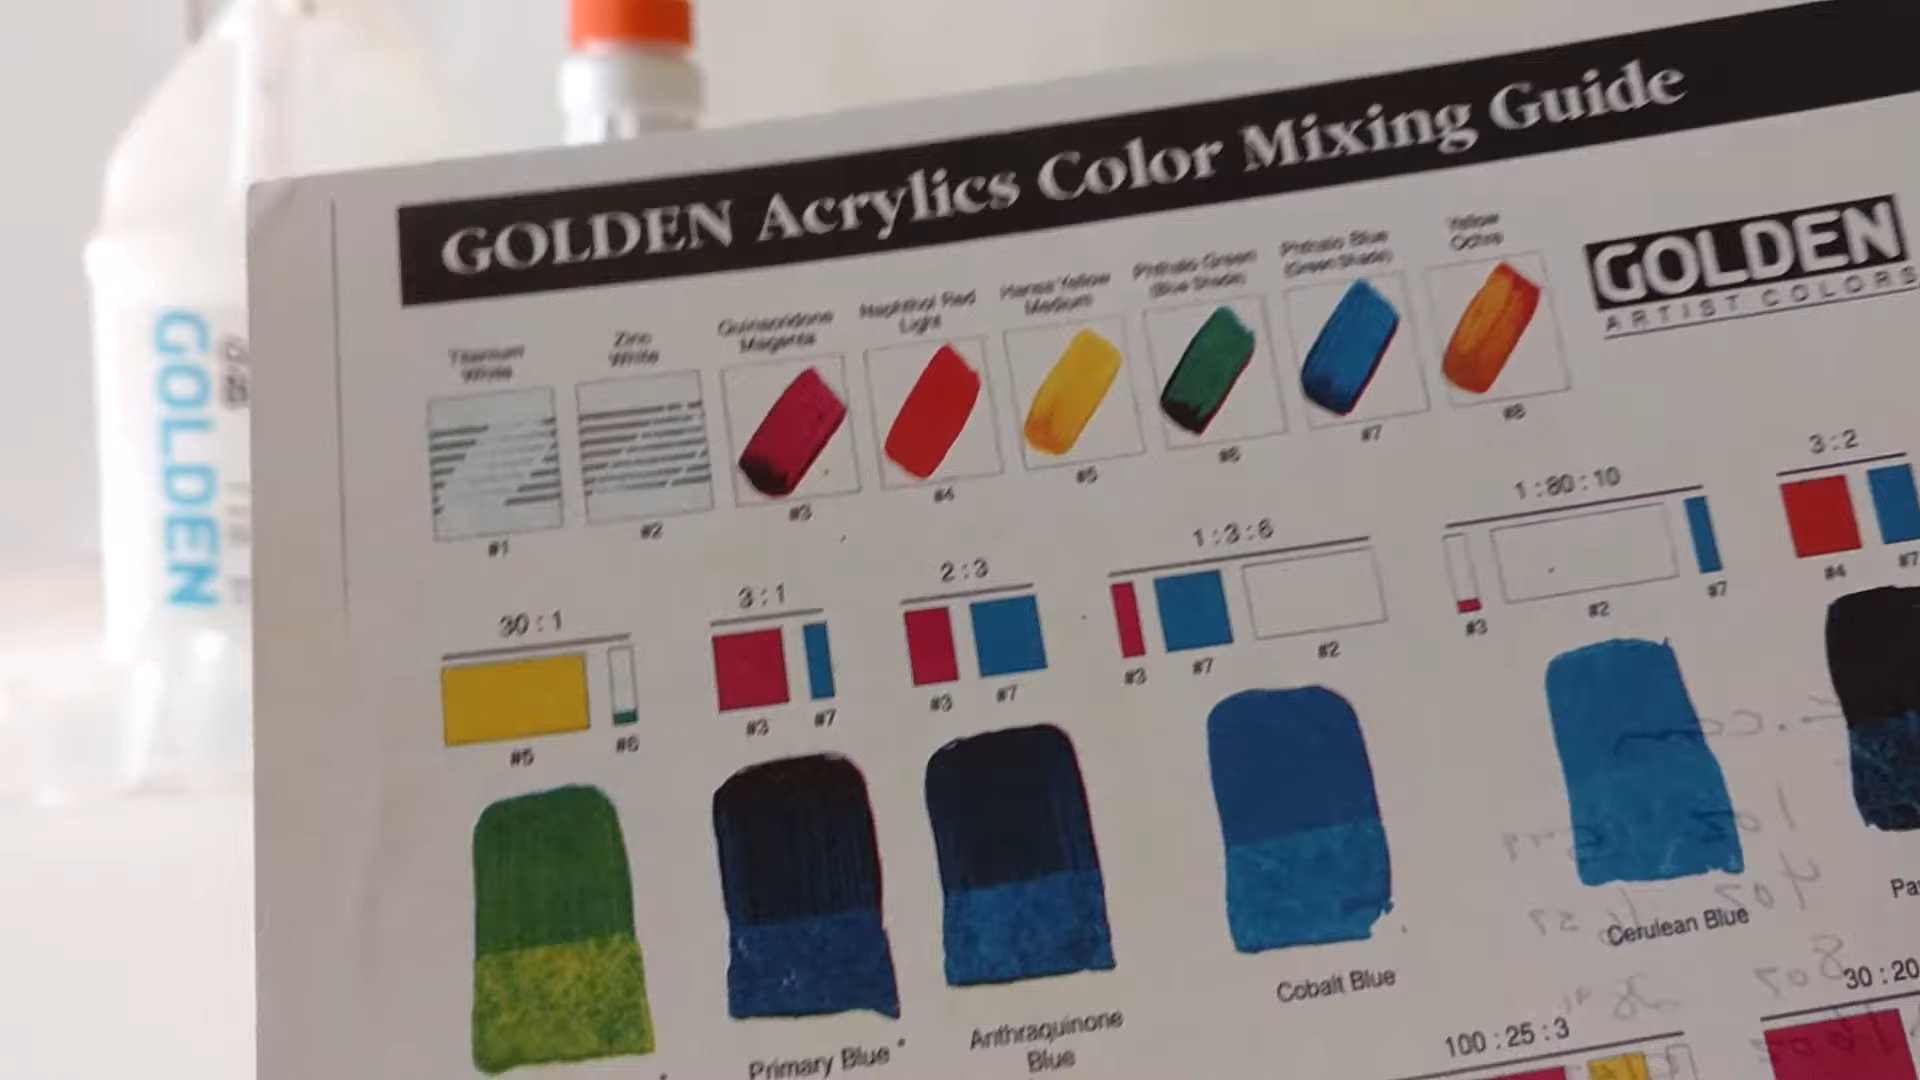 GOLDEN Acrylics Color Mixing Guide
GOLDEN
ARTIST COLORS
GOLDEN
Titanium
White
Zinc
White
Quinacridone
Magenta
Naphthol Red
Light
Hansa Yellow
Medium
Phthalo Green
(Blue Shade)
Phthalo Blue
(Green Shade)
Yellow
Ochre
#1
#2
#3
#4
#5
#6
#7
#8
30 : 1
3 : 1
2 : 3
1 : 3 : 6
1 : 80 : 10
3 : 2
#5
#6
#3
#7
#3
#7
#3
#7
#2
#3
#2
#7
#4
#7
Primary Blue *
Anthraquinone
Blue
Cobalt Blue
Cerulean Blue
Pa
100 : 25 : 3
30 : 20